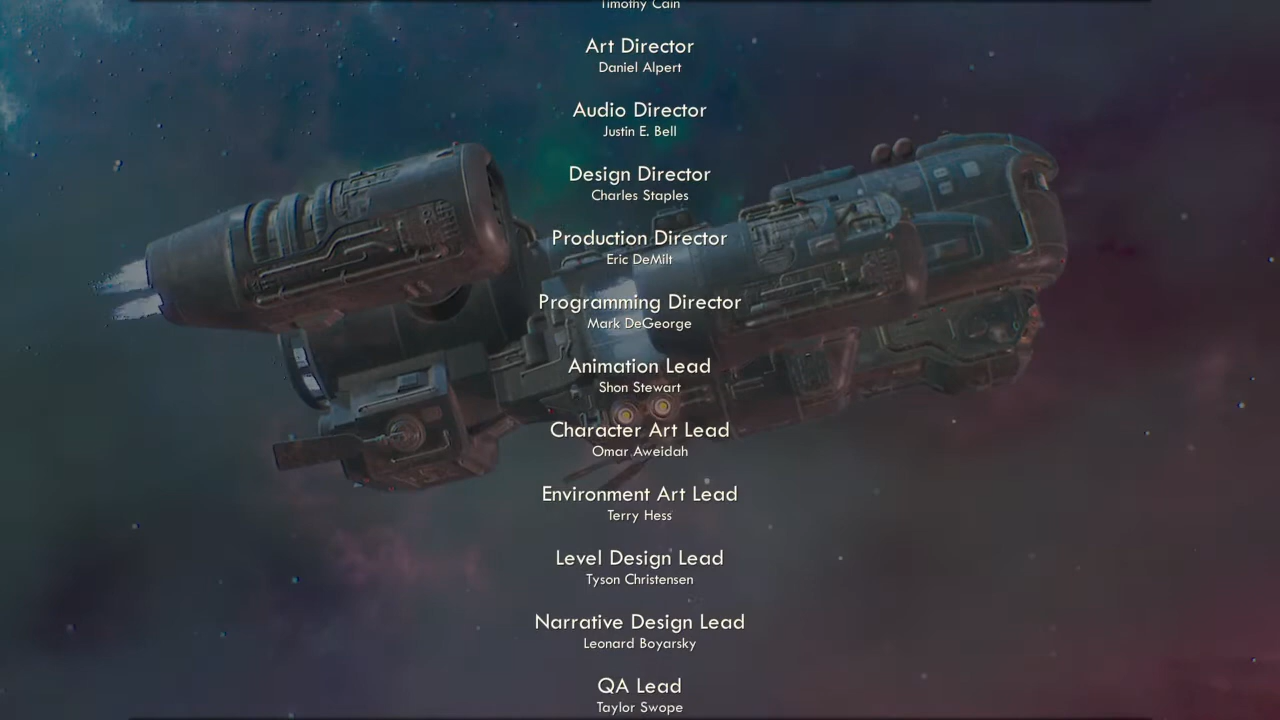 Timothy Cain
Art Director
Daniel Alpert
Audio Director
Justin E. Bell
Design Director
Charles Staples
Production Director
Eric DeMilt
Programming Director
Mark DeGeorge
Animation Lead
Shon Stewart
Character Art Lead
Omar Aweidah
Environment Art Lead
Terry Hess
Level Design Lead
Tyson Christensen
Narrative Design Lead
Leonard Boyarsky
QA Lead
Taylor Swope